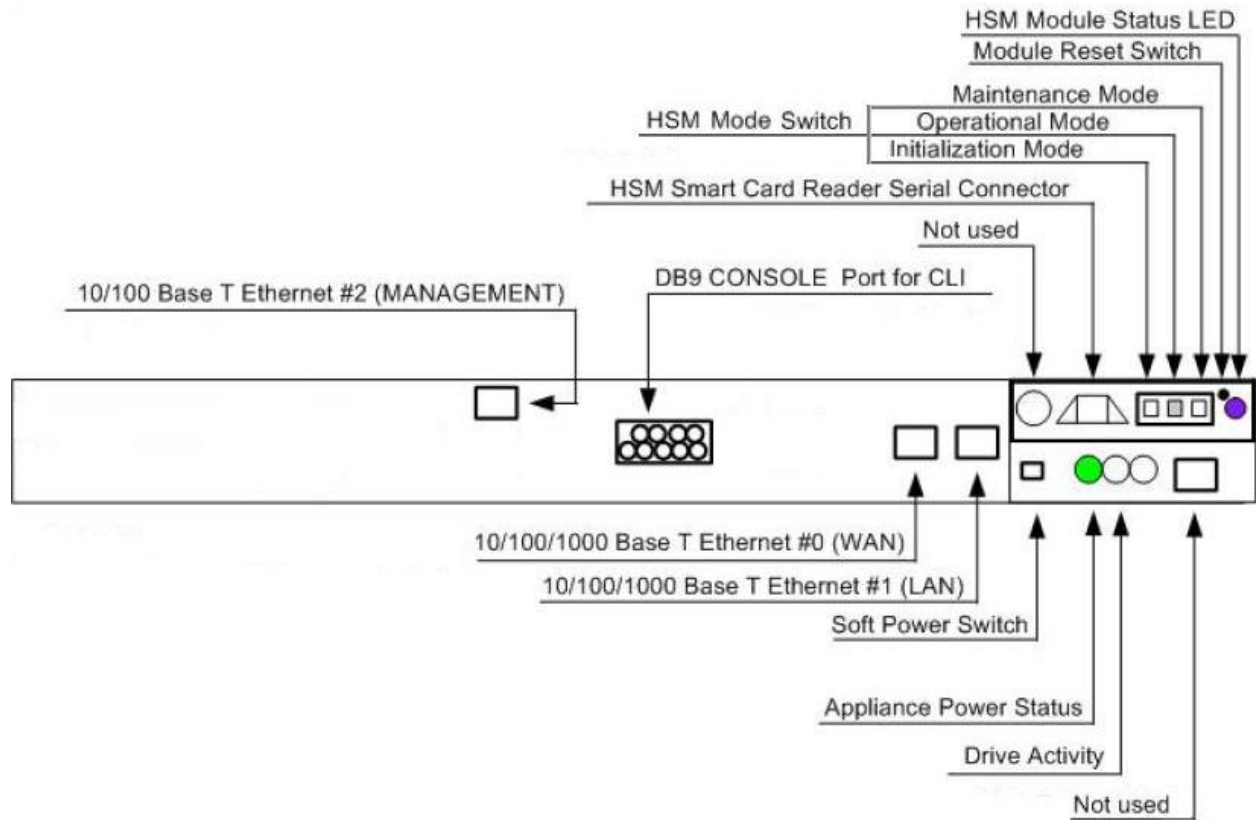 HSM Module Status LED
Module Reset Switch
Maintenance Mode
HSM Mode Switch
Operational Mode
Initialization Mode
HSM Smart Card Reader Serial Connector
Not used
DB9 CONSOLE Port for CLI
10/100 Base T Ethernet #2 (MANAGEMENT)
10/100/1000 Base T Ethernet #0 (WAN)
10/100/1000 Base T Ethernet #1 (LAN)
Soft Power Switch
Appliance Power Status
Drive Activity
Not used